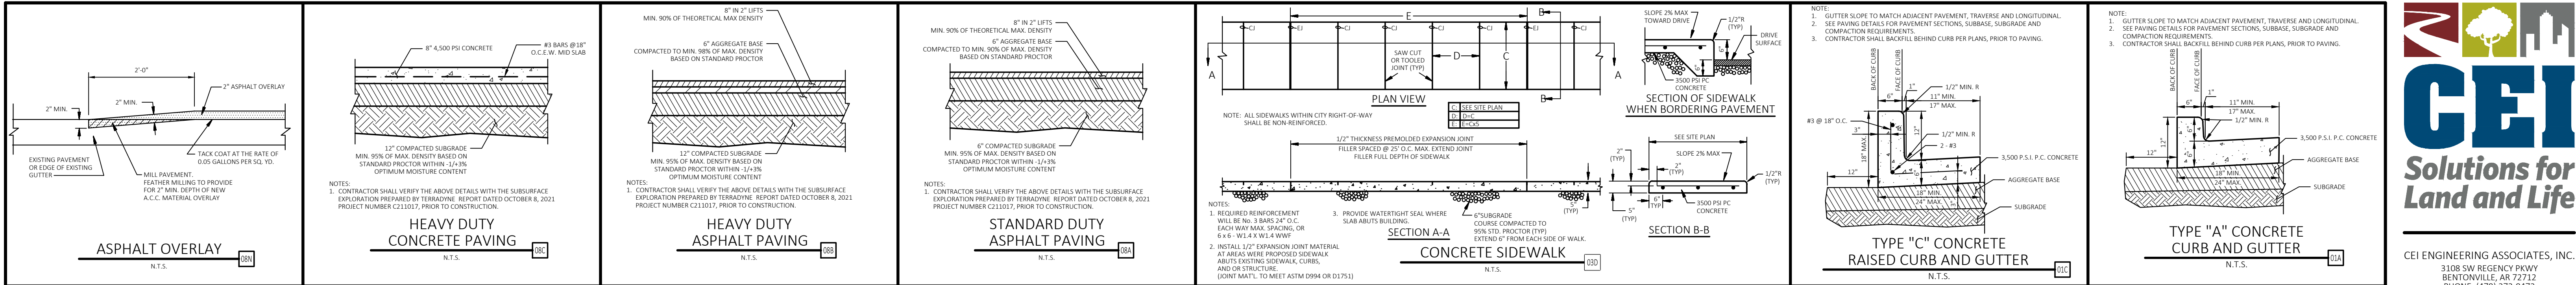 2'-0"
2" MIN.
2" MIN.
2" ASPHALT OVERLAY
EXISTING PAVEMENT
OR EDGE OF EXISTING
GUTTER
TACK COAT AT THE RATE OF
0.05 GALLONS PER SQ. YD.
MILL PAVEMENT.
FEATHER MILLING TO PROVIDE
FOR 2" MIN. DEPTH OF NEW
A.C.C. MATERIAL OVERLAY
ASPHALT OVERLAY
08N
N.T.S.
8" 4,500 PSI CONCRETE
#3 BARS @18"
O.C.E.W. MID SLAB
12" COMPACTED SUBGRADE
MIN. 95% OF MAX. DENSITY BASED ON
STANDARD PROCTOR WITHIN -1/+3%
OPTIMUM MOISTURE CONTENT
NOTES:
1. CONTRACTOR SHALL VERIFY THE ABOVE DETAILS WITH THE SUBSURFACE
EXPLORATION PREPARED BY TERRADYNE REPORT DATED OCTOBER 8, 2021
PROJECT NUMBER C211017, PRIOR TO CONSTRUCTION.
HEAVY DUTY
CONCRETE PAVING
08C
N.T.S.
8" IN 2" LIFTS
MIN. 90% OF THEORETICAL MAX DENSITY
6" AGGREGATE BASE
COMPACTED TO MIN. 98% OF MAX. DENSITY
BASED ON STANDARD PROCTOR
12" COMPACTED SUBGRADE
MIN. 95% OF MAX. DENSITY BASED ON
STANDARD PROCTOR WITHIN -1/+3%
OPTIMUM MOISTURE CONTENT
NOTES:
1. CONTRACTOR SHALL VERIFY THE ABOVE DETAILS WITH THE SUBSURFACE
EXPLORATION PREPARED BY TERRADYNE REPORT DATED OCTOBER 8, 2021
PROJECT NUMBER C211017, PRIOR TO CONSTRUCTION.
HEAVY DUTY
ASPHALT PAVING
08B
N.T.S.
8" IN 2" LIFTS
MIN. 90% OF THEORETICAL MAX. DENSITY
6" AGGREGATE BASE
COMPACTED TO MIN. 90% OF MAX. DENSITY
BASED ON STANDARD PROCTOR
6" COMPACTED SUBGRADE
MIN. 95% OF MAX. DENSITY BASED ON
STANDARD PROCTOR WITHIN -1/+3%
OPTIMUM MOISTURE CONTENT
NOTES:
1. CONTRACTOR SHALL VERIFY THE ABOVE DETAILS WITH THE SUBSURFACE
EXPLORATION PREPARED BY TERRADYNE REPORT DATED OCTOBER 8, 2021
PROJECT NUMBER C211017, PRIOR TO CONSTRUCTION.
STANDARD DUTY
ASPHALT PAVING
08A
N.T.S.
E
B
CJ EJ CJ CJ CJ CJ EJ CJ
SAW CUT
OR TOOLED
JOINT (TYP)
D
C
A
A
B
PLAN VIEW
C: SEE SITE PLAN
D: D=C
E: E=Cx5
NOTE: ALL SIDEWALKS WITHIN CITY RIGHT-OF-WAY
SHALL BE NON-REINFORCED.
SLOPE 2% MAX
TOWARD DRIVE
1/2"R
(TYP)
DRIVE
SURFACE
6"
6"
3500 PSI PC
CONCRETE
SECTION OF SIDEWALK
WHEN BORDERING PAVEMENT
1/2" THICKNESS PREMOLDED EXPANSION JOINT
FILLER SPACED @ 25' O.C. MAX. EXTEND JOINT
FILLER FULL DEPTH OF SIDEWALK
5"
(TYP)
NOTES:
1. REQUIRED REINFORCEMENT
WILL BE No. 3 BARS 24" O.C.
EACH WAY MAX. SPACING, OR
6 x 6 - W1.4 X W1.4 WWF
2. INSTALL 1/2" EXPANSION JOINT MATERIAL
AT AREAS WERE PROPOSED SIDEWALK
ABUTS EXISTING SIDEWALK, CURBS,
AND OR STRUCTURE.
(JOINT MAT'L. TO MEET ASTM D994 OR D1751)
3. PROVIDE WATERTIGHT SEAL WHERE
SLAB ABUTS BUILDING.
6"SUBGRADE
COURSE COMPACTED TO
95% STD. PROCTOR (TYP)
EXTEND 6" FROM EACH SIDE OF WALK.
SECTION A-A
SEE SITE PLAN
2"
(TYP)
SLOPE 2% MAX
2"
(TYP)
1/2"R
(TYP)
5"
(TYP)
6"
TYP
3500 PSI PC
CONCRETE
SECTION B-B
CONCRETE SIDEWALK
03D
N.T.S.
NOTE:
1. GUTTER SLOPE TO MATCH ADJACENT PAVEMENT, TRAVERSE AND LONGITUDINAL.
2. SEE PAVING DETAILS FOR PAVEMENT SECTIONS, SUBBASE, SUBGRADE AND
COMPACTION REQUIREMENTS.
3. CONTRACTOR SHALL BACKFILL BEHIND CURB PER PLANS, PRIOR TO PAVING.
BACK OF CURB
FACE OF CURB
1"
6"
11" MIN.
17" MAX.
1/2" MIN. R
#3 @ 18" O.C.
3"
12"
18" MAX.
1/2" MIN. R
2 - #3
6"
3,500 P.S.I. P.C. CONCRETE
12"
AGGREGATE BASE
18" MIN.
24" MAX.
3"
SUBGRADE
TYPE "C" CONCRETE
RAISED CURB AND GUTTER
01C
N.T.S.
NOTE:
1. GUTTER SLOPE TO MATCH ADJACENT PAVEMENT, TRAVERSE AND LONGITUDINAL.
2. SEE PAVING DETAILS FOR PAVEMENT SECTIONS, SUBBASE, SUBGRADE AND
COMPACTION REQUIREMENTS.
3. CONTRACTOR SHALL BACKFILL BEHIND CURB PER PLANS, PRIOR TO PAVING.
BACK OF CURB
FACE OF CURB
1"
6"
11" MIN.
17" MAX.
1/2" MIN. R
6"
12"
6"
3,500 P.S.I. P.C. CONCRETE
12"
AGGREGATE BASE
18" MIN.
24" MAX.
SUBGRADE
TYPE "A" CONCRETE
CURB AND GUTTER
01A
N.T.S.
CEI
Solutions for
Land and Life
CEI ENGINEERING ASSOCIATES, INC.
3108 SW REGENCY PKWY
BENTONVILLE, AR 72712